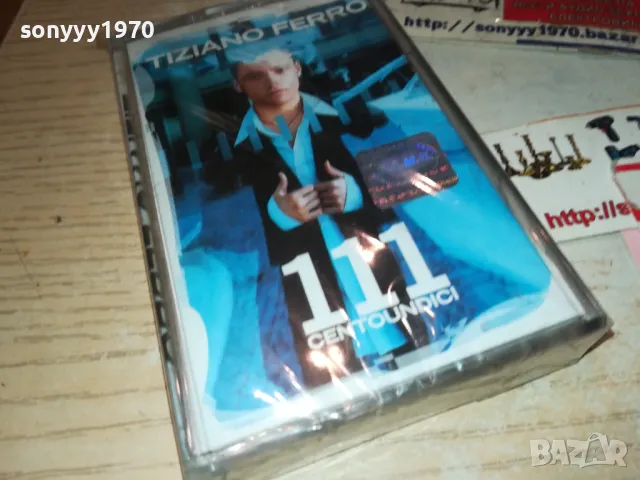 sonyyy1970
http://sonyyy1970.bazar
TIZIANO FERRO
http://s
111
CENTOUNDICI
BAZAR